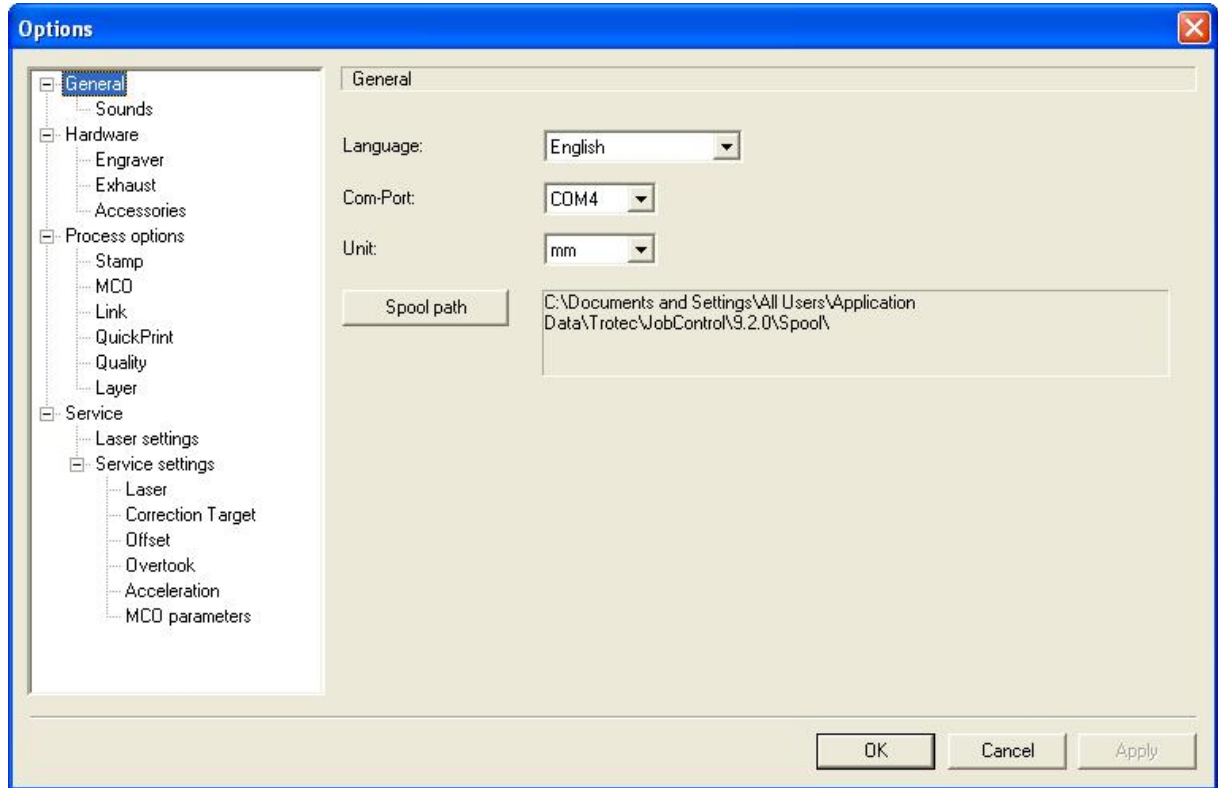 Options
General
Sounds
Hardware
Engraver
Exhaust
Accessories
Process options
Stamp
MCO
Link
QuickPrint
Quality
Layer
Service
Laser settings
Service settings
Laser
Correction Target
Offset
Overtook
Acceleration
MCO parameters
General
Language: English
Com-Port: COM4
Unit: mm
Spool path
C:\Documents and Settings\All Users\Application
Data\Trotec\JobControl\9.2.0\Spool\
OK Cancel Apply